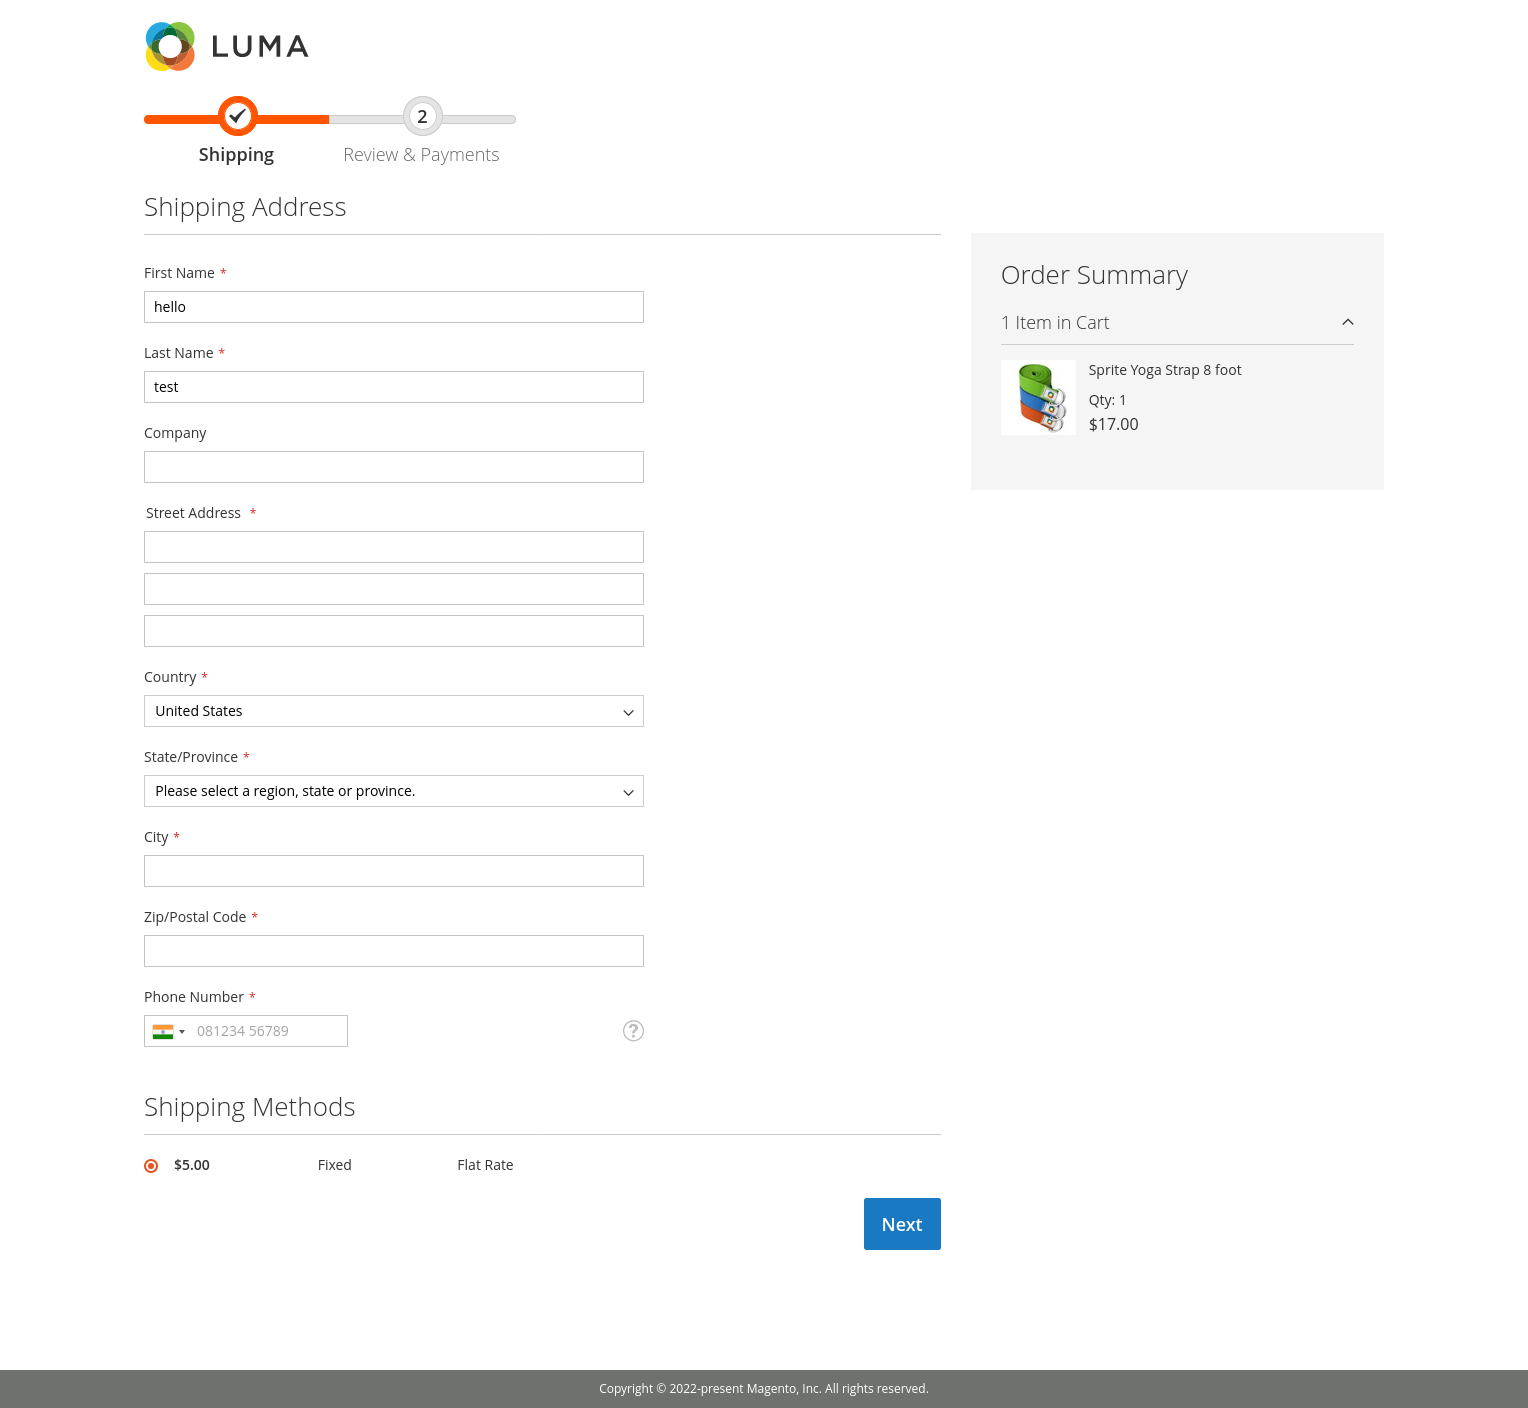 LUMA
2
Shipping
Review & Payments
Shipping Address
First Name *
hello
Last Name *
test
Company
Street Address *
Country *
United States
State/Province *
Please select a region, state or province.
City *
Zip/Postal Code *
Phone Number *
081234 56789
?
Shipping Methods
$5.00 Fixed Flat Rate
Next
Order Summary
1 Item in Cart
Sprite Yoga Strap 8 foot
Qty: 1
$17.00
Copyright © 2022-present Magento, Inc. All rights reserved.